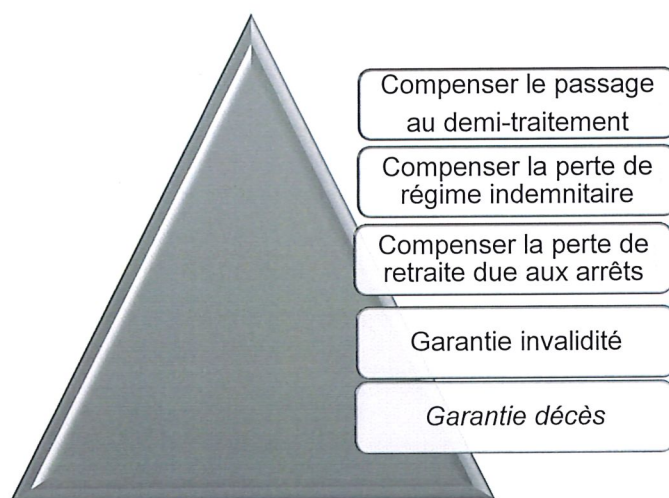 Compenser le passage
au demi-traitement
Compenser la perte de
régime indemnitaire
Compenser la perte de
retraite due aux arrêts
Garantie invalidité
Garantie décès